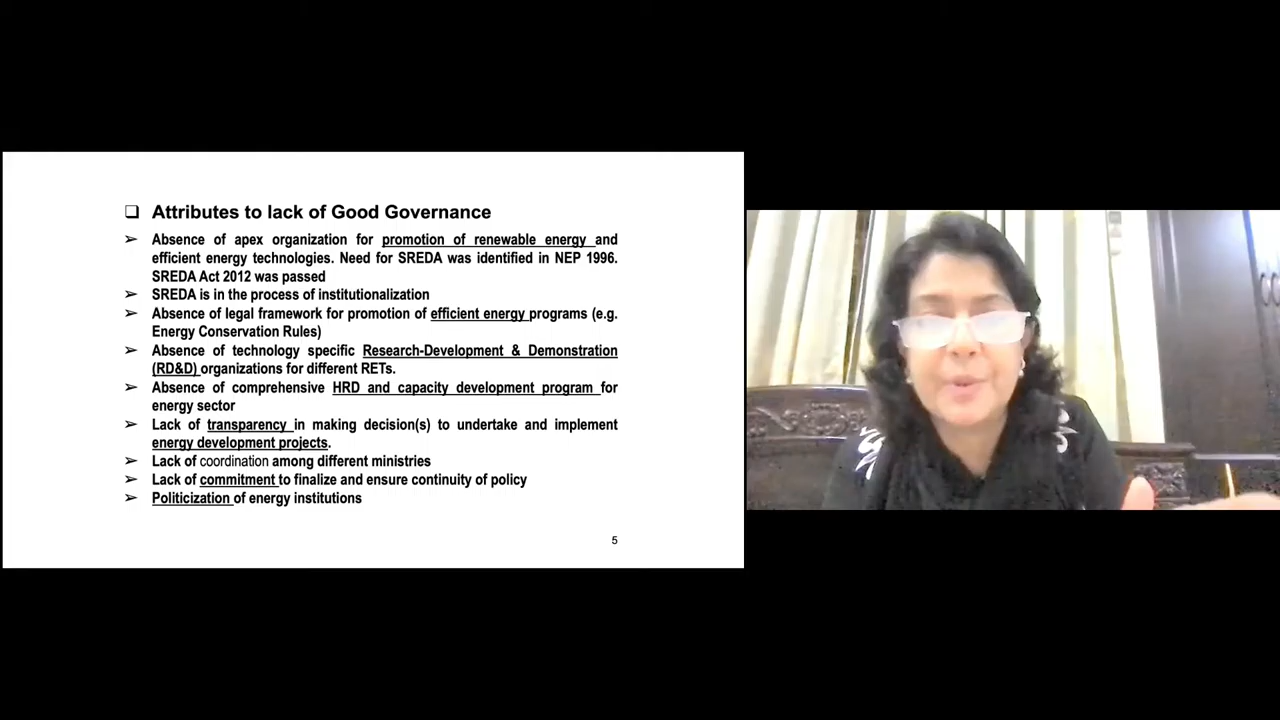 ❑ Attributes to lack of Good Governance
➢ Absence of apex organization for promotion of renewable energy and
efficient energy technologies. Need for SREDA was identified in NEP 1996.
SREDA Act 2012 was passed
➢ SREDA is in the process of institutionalization
➢ Absence of legal framework for promotion of efficient energy programs (e.g.
Energy Conservation Rules)
➢ Absence of technology specific Research-Development & Demonstration
(RD&D) organizations for different RETs.
➢ Absence of comprehensive HRD and capacity development program for
energy sector
➢ Lack of transparency in making decision(s) to undertake and implement
energy development projects.
➢ Lack of coordination among different ministries
➢ Lack of commitment to finalize and ensure continuity of policy
➢ Politicization of energy institutions
5